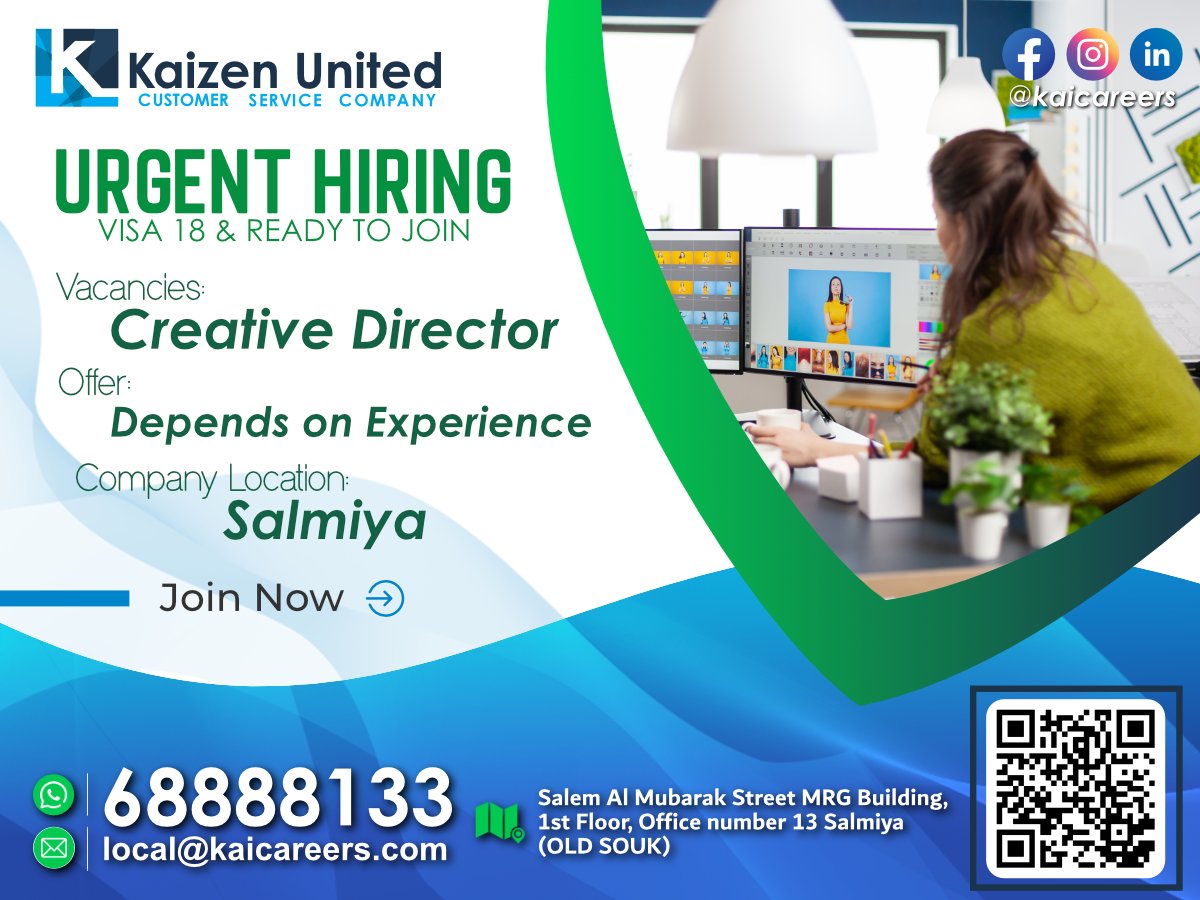 K Kaizen United
CUSTOMER SERVICE COMPANY
@kaicareers
URGENT HIRING
VISA 18 & READY TO JOIN
Vacancies:
Creative Director
Offer:
Depends on Experience
Company Location:
Salmiya
Join Now
68888133
local@kaicareers.com
Salem Al Mubarak Street MRG Building,
1st Floor, Office number 13 Salmiya
(OLD SOUK)